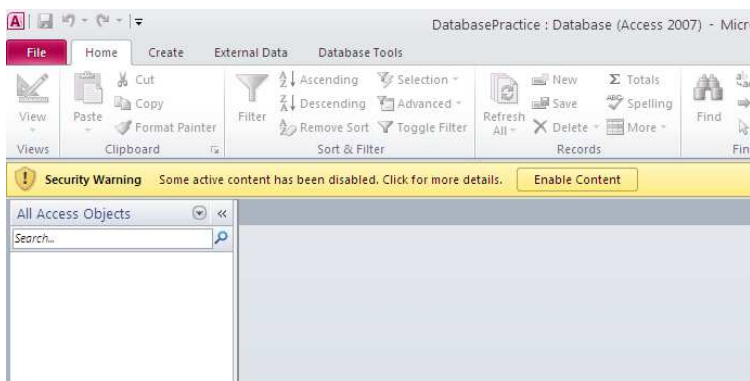 A
DatabasePractice : Database (Access 2007) - Micr
File Home Create External Data Database Tools
View
Paste
Cut
Copy
Format Painter
Filter
Ascending
Descending
Remove Sort
Selection
Advanced
Toggle Filter
Refresh
All
New
Save
Delete
Totals
Spelling
More
Find
Views Clipboard Sort & Filter Records Fin
Security Warning Some active content has been disabled. Click for more details. Enable Content
All Access Objects
Search...